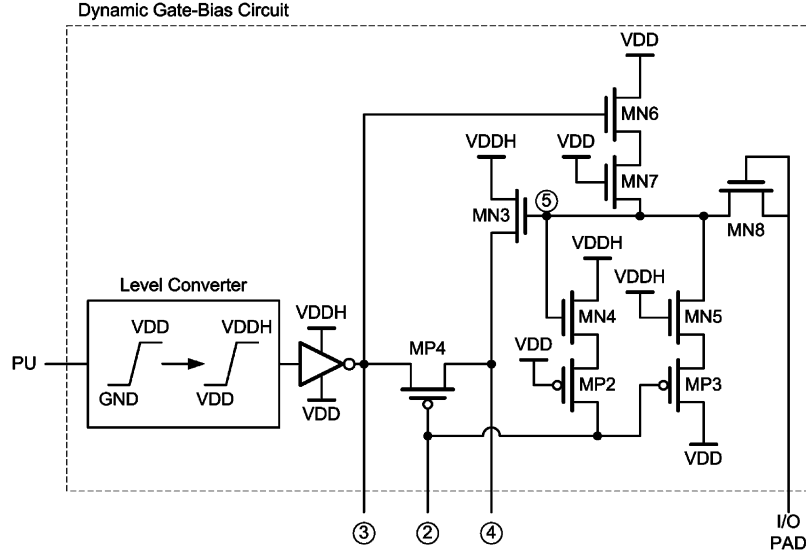 Dynamic Gate-Bias Circuit
VDD
MN6
VDDH
VDD
MN7
MN3
⑤
MN8
VDDH
VDDH
Level Converter
MN4
MN5
VDDH
VDD
VDDH
MP4
VDD
PU
MP2
MP3
GND
VDD
VDD
VDD
③
②
④
I/O
PAD